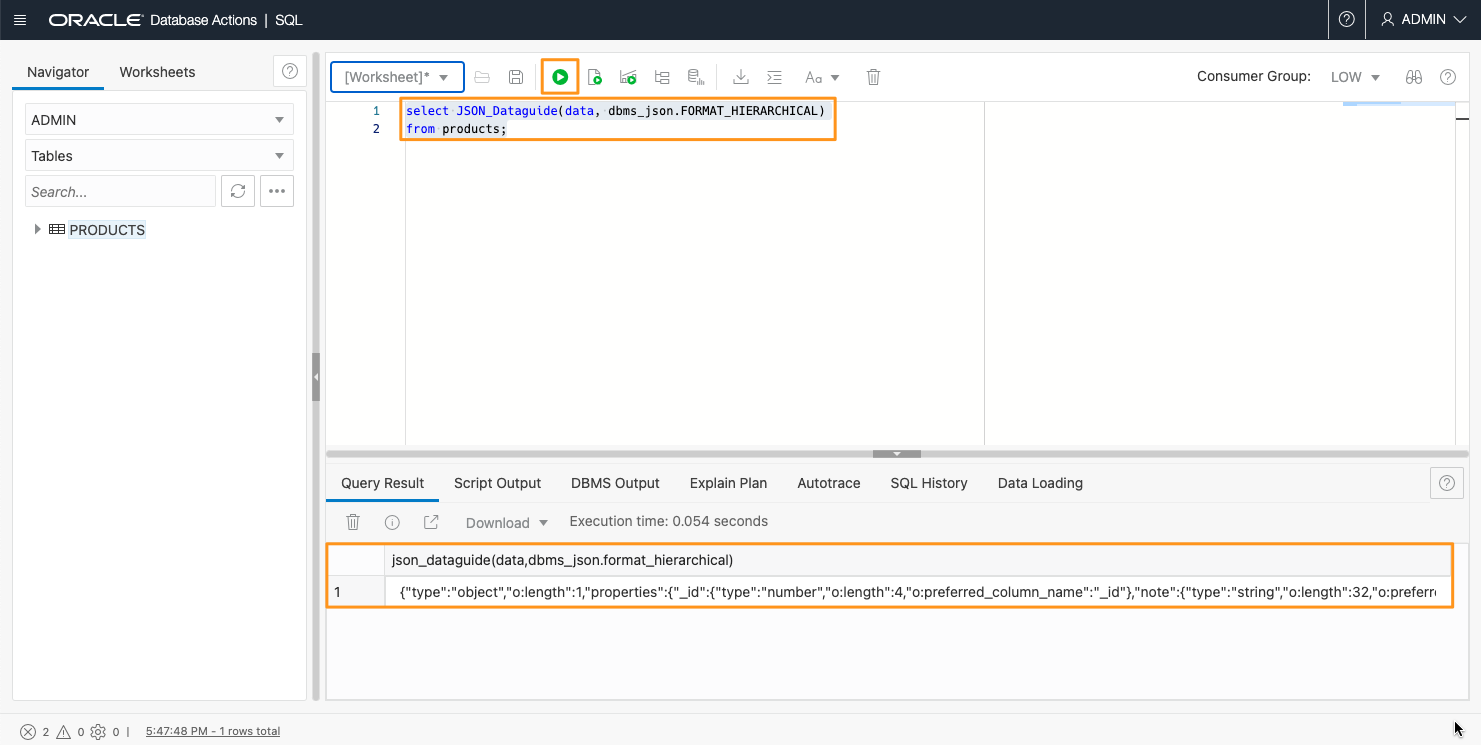 ORACLE Database Actions | SQL
ADMIN
Navigator
Worksheets
[Worksheet]*
Aa
Consumer Group: LOW
ADMIN
Tables
Search...
PRODUCTS
1 select JSON_Dataguide(data, dbms_json.FORMAT_HIERARCHICAL)
2 from products;
Query Result
Script Output
DBMS Output
Explain Plan
Autotrace
SQL History
Data Loading
Download
Execution time: 0.054 seconds
json_dataguide(data,dbms_json.format_hierarchical)
1 {"type":"object","o:length":1,"properties":{"_id":{"type":"number","o:length":4,"o:preferred_column_name":"_id"},"note":{"type":"string","o:length":32,"o:preferr
2 0 0 | 5:47:48 PM - 1 rows total